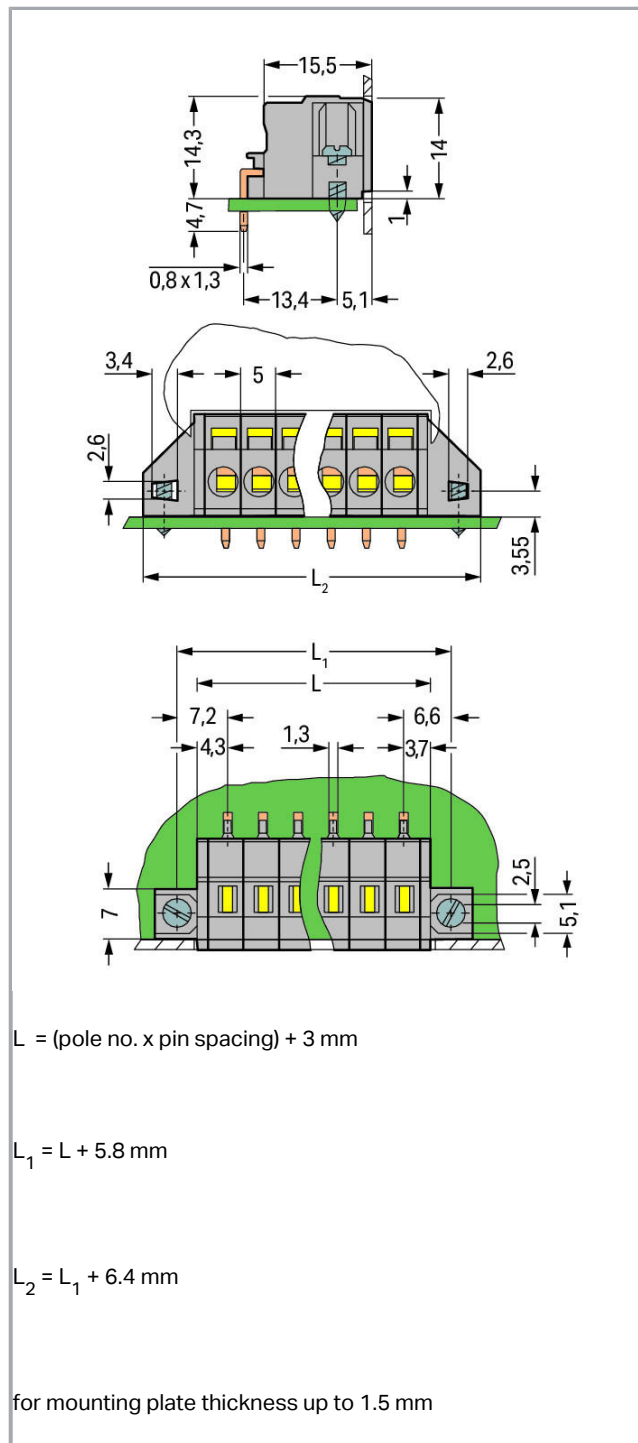 15,5
14,3
14
4,7
1
0,8 x 1,3
13,4
5,1
3,4
5
2,6
2,6
3,55
L2
L1
L
7,2
6,6
4,3
1,3
3,7
2,5
7
5,1
L = (pole no. x pin spacing) + 3 mm
L1 = L + 5.8 mm
L2 = L1 + 6.4 mm
for mounting plate thickness up to 1.5 mm